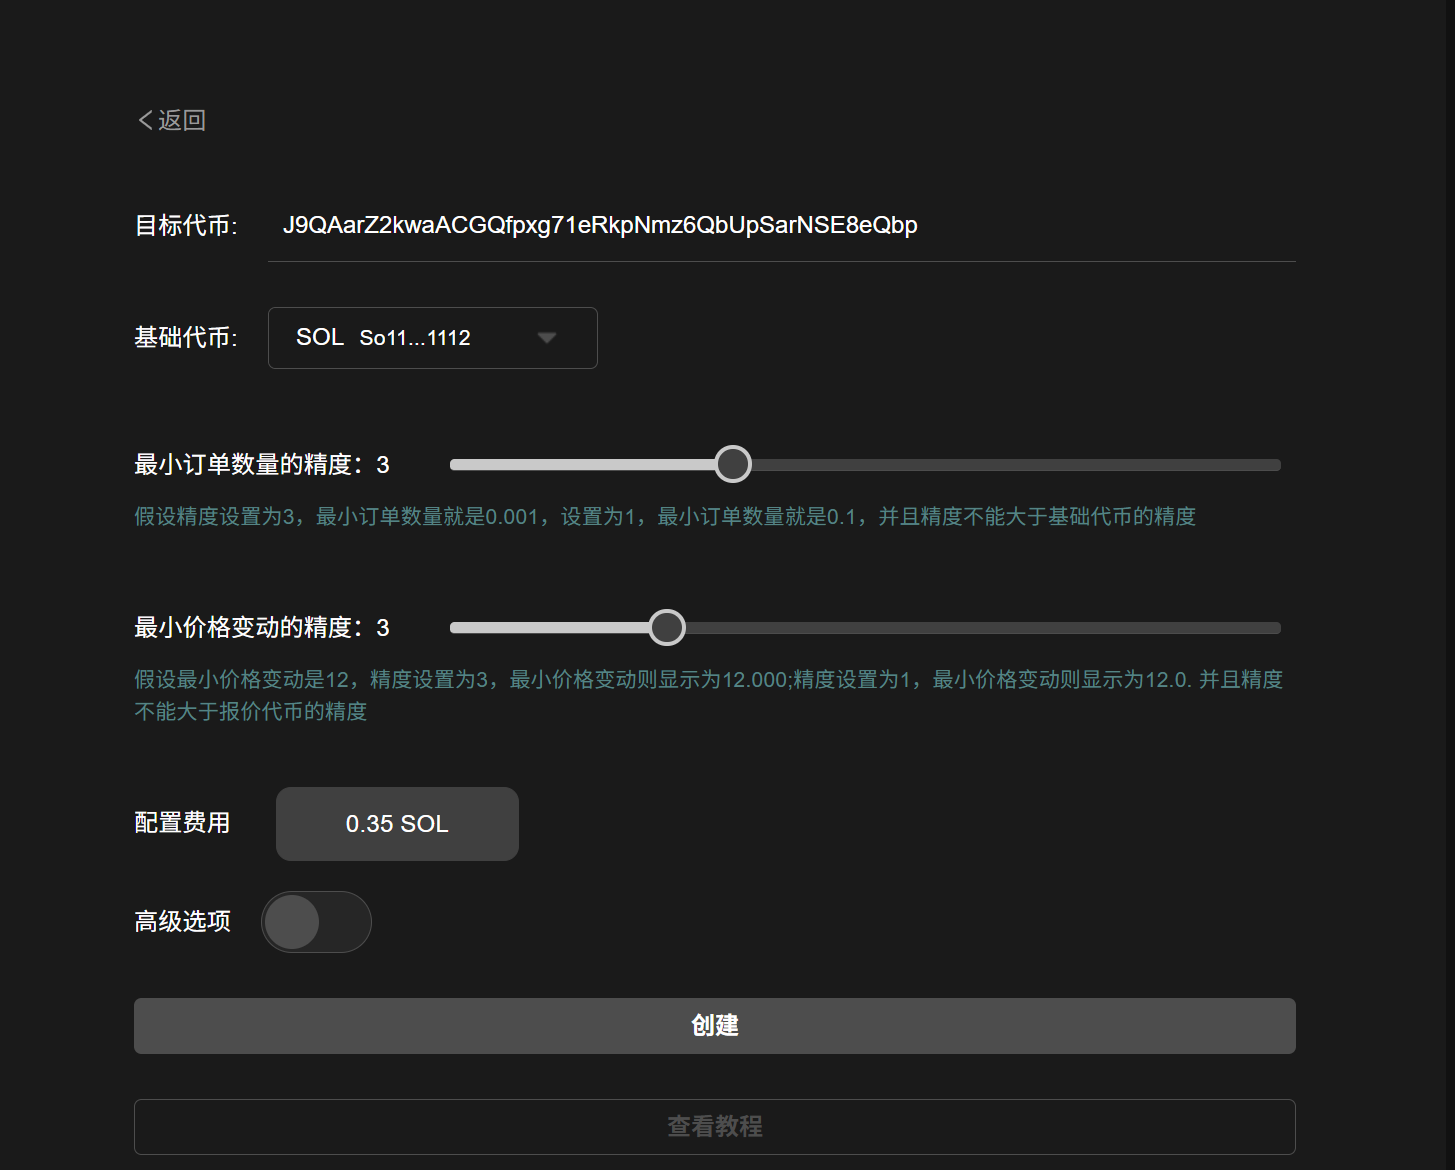 返回
目标代币: J9QAarZ2kwaACGQfpxg71eRkpNmz6QbUpSarNSE8eQbp
基础代币: SOL So11...1112
最小订单数量的精度：3
假设精度设置为3，最小订单数量就是0.001，设置为1，最小订单数量就是0.1，并且精度不能大于基础代币的精度
最小价格变动的精度：3
假设最小价格变动是12，精度设置为3，最小价格变动则显示为12.000;精度设置为1，最小价格变动则显示为12.0. 并且精度
不能大于报价代币的精度
配置费用 0.35 SOL
高级选项
创建
查看教程